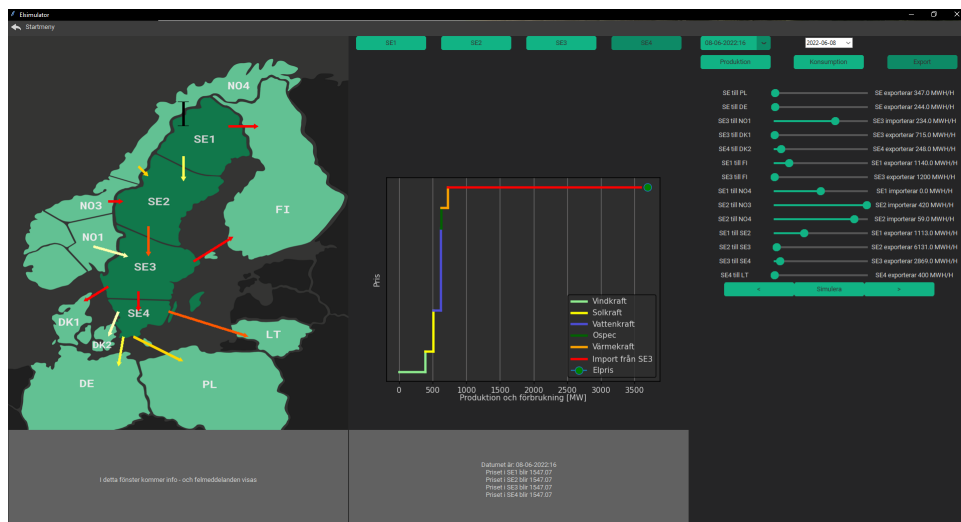 Elsimulator
Startmeny
SE1 SE2 SE3 SE4 08-06-2022:16 2022-06-08
Produktion Konsumption Export
NO4
SE1
SE2
FI
NO3
NO1
SE3
SE4
DK1
DK2
LT
DE
PL
Pris
Vindkraft
Solkraft
Vattenkraft
Ospec
Värmekraft
Import från SE3
Elpris
0 500 1000 1500 2000 2500 3000 3500
Produktion och förbrukning [MW]
SE till PL SE exporterar 347.0 MWH/H
SE till DE SE exporterar 244.0 MWH/H
SE3 till NO1 SE3 importerar 234.0 MWH/H
SE3 till DK1 SE3 exporterar 715.0 MWH/H
SE4 till DK2 SE4 exporterar 248.0 MWH/H
SE1 till FI SE1 exporterar 1140.0 MWH/H
SE3 till FI SE3 exporterar 1200 MWH/H
SE1 till NO4 SE1 importerar 0.0 MWH/H
SE2 till NO3 SE2 importerar 420 MWH/H
SE2 till NO4 SE2 importerar 59.0 MWH/H
SE1 till SE2 SE1 exporterar 1113.0 MWH/H
SE2 till SE3 SE2 exporterar 6131.0 MWH/H
SE3 till SE4 SE3 exporterar 2869.0 MWH/H
SE4 till LT SE4 exporterar 400 MWH/H
< Simulera >
I detta fönster kommer info - och felmeddelanden visas
Datumet är: 08-06-2022:16
Priset i SE1 blir 1547.07
Priset i SE2 blir 1547.07
Priset i SE3 blir 1547.07
Priset i SE4 blir 1547.07